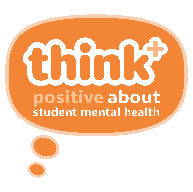 think+
positive about
student mental health